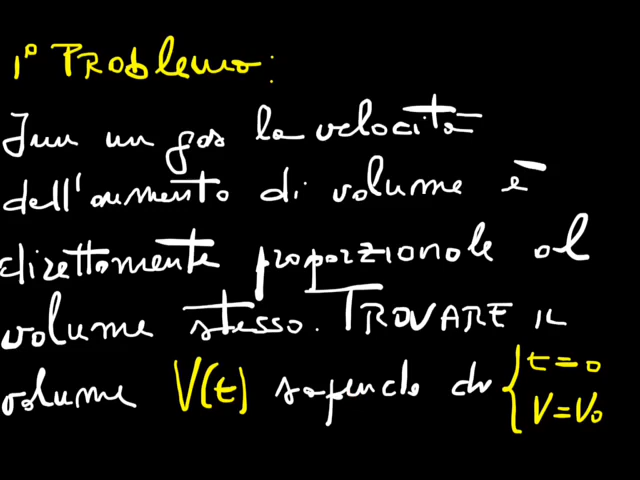 1° PROblemo:
In un gas la velocità
dell'aumento di volume è
direttamente proporzionale al
volume stesso. TROVARE il
volume V(t) sapendo che { t=0
V=V₀